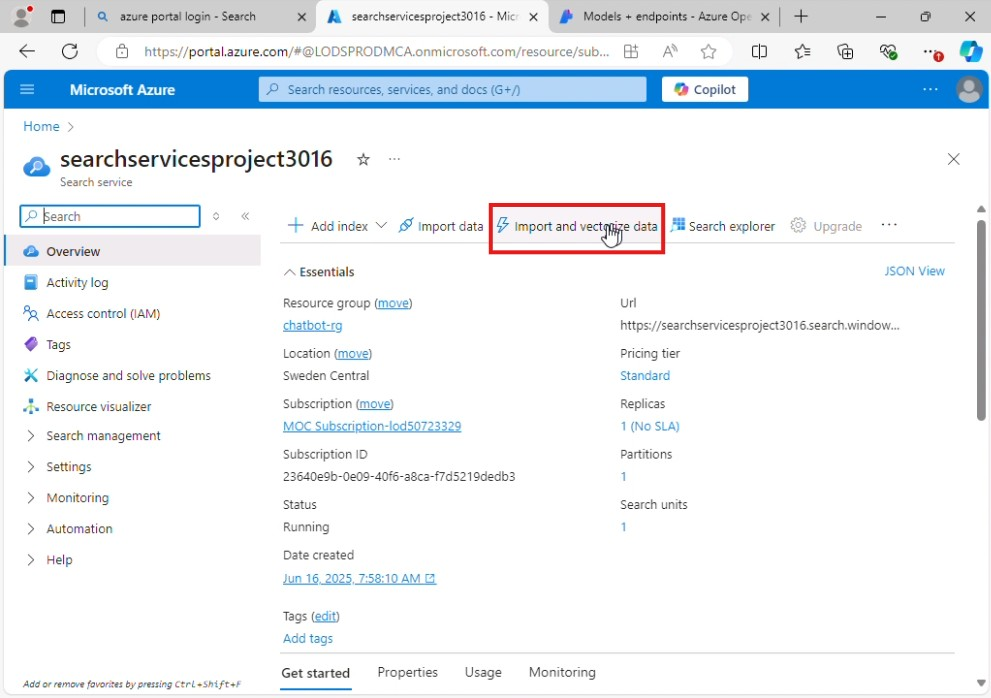 azure portal login - Search
searchservicesproject3016 - Micr
Models + endpoints - Azure Ope
https://portal.azure.com/#@LODSPRODMCA.onmicrosoft.com/resource/sub...
Microsoft Azure
Search resources, services, and docs (G+/)
Copilot
Home
searchservicesproject3016
Search service
Search
Add index
Import data
Import and vectorize data
Search explorer
Upgrade
Overview
Activity log
Access control (IAM)
Tags
Diagnose and solve problems
Resource visualizer
Search management
Settings
Monitoring
Automation
Help
Essentials
JSON View
Resource group (move)
chatbot-rg
Location (move)
Sweden Central
Subscription (move)
MOC Subscription-lod50723329
Subscription ID
23640e9b-0e09-40f6-a8ca-f7d5219dedb3
Status
Running
Date created
Jun 16, 2025, 7:58:10 AM
Url
https://searchservicesproject3016.search.window...
Pricing tier
Standard
Replicas
1 (No SLA)
Partitions
1
Search units
1
Tags (edit)
Add tags
Get started
Properties
Usage
Monitoring
Add or remove favorites by pressing Ctrl+Shift+F